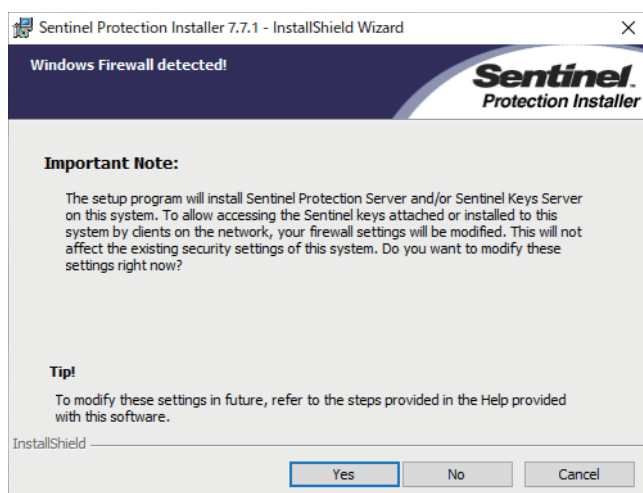 Sentinel Protection Installer 7.7.1 - InstallShield Wizard
Windows Firewall detected!
Sentinel.
Protection Installer
Important Note:
The setup program will install Sentinel Protection Server and/or Sentinel Keys Server
on this system. To allow accessing the Sentinel keys attached or installed to this
system by clients on the network, your firewall settings will be modified. This will not
affect the existing security settings of this system. Do you want to modify these
settings right now?
Tip!
To modify these settings in future, refer to the steps provided in the Help provided
with this software.
InstallShield
Yes
No
Cancel